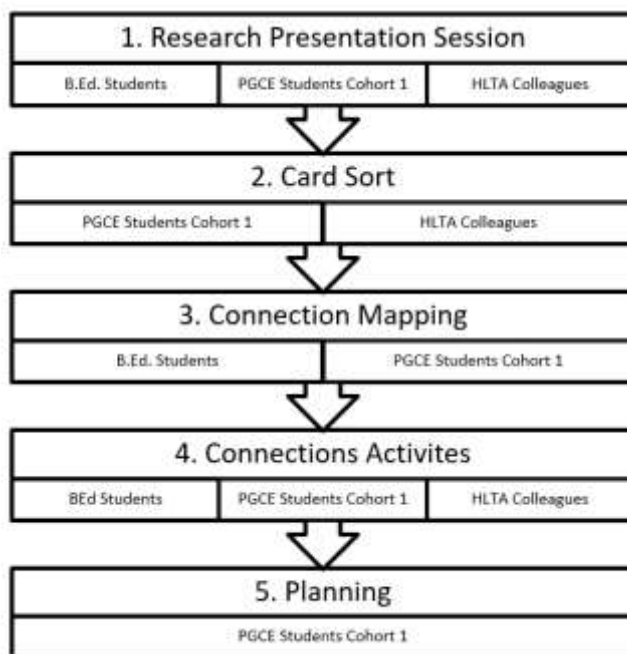 1. Research Presentation Session
B.Ed. Students PGCE Students Cohort 1 HLTA Colleagues
2. Card Sort
PGCE Students Cohort 1 HLTA Colleagues
3. Connection Mapping
B.Ed. Students PGCE Students Cohort 1
4. Connections Activites
BEd Students PGCE Students Cohort 1 HLTA Colleagues
5. Planning
PGCE Students Cohort 1